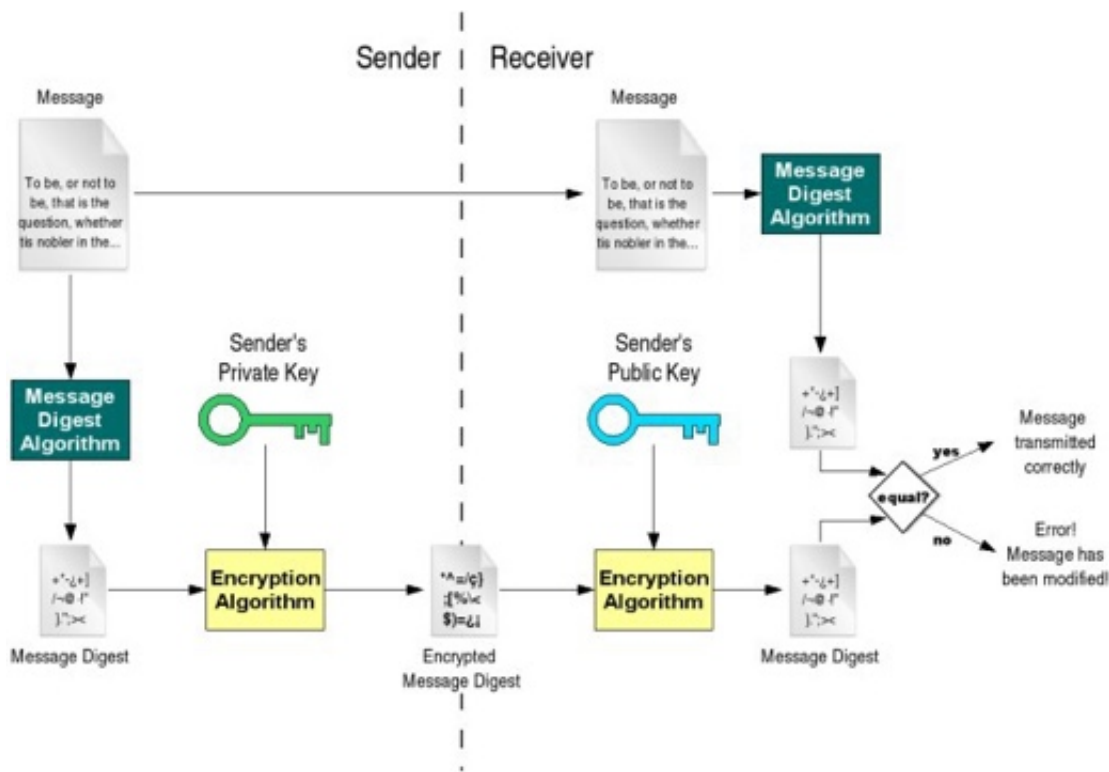 Sender
Receiver
Message
To be, or not to
be, that is the
question, whether
tis nobler in the...
Message
To be, or not to
be, that is the
question, whether
tis nobler in the...
Message
Digest
Algorithm
Sender's
Private Key
Sender's
Public Key
Message
Digest
Algorithm
+*-¿+]
/¬@ -!"
}.";><
equal?
yes
no
Message
transmitted
correctly
Error!
Message has
been modified!
+*-¿+]
/¬@ -!"
}.";><
Message Digest
Encryption
Algorithm
*^=/ç}
;[%\<
$)=¿¡
Encrypted
Message Digest
Encryption
Algorithm
+*-¿+]
/¬@ -!"
}.";><
Message Digest